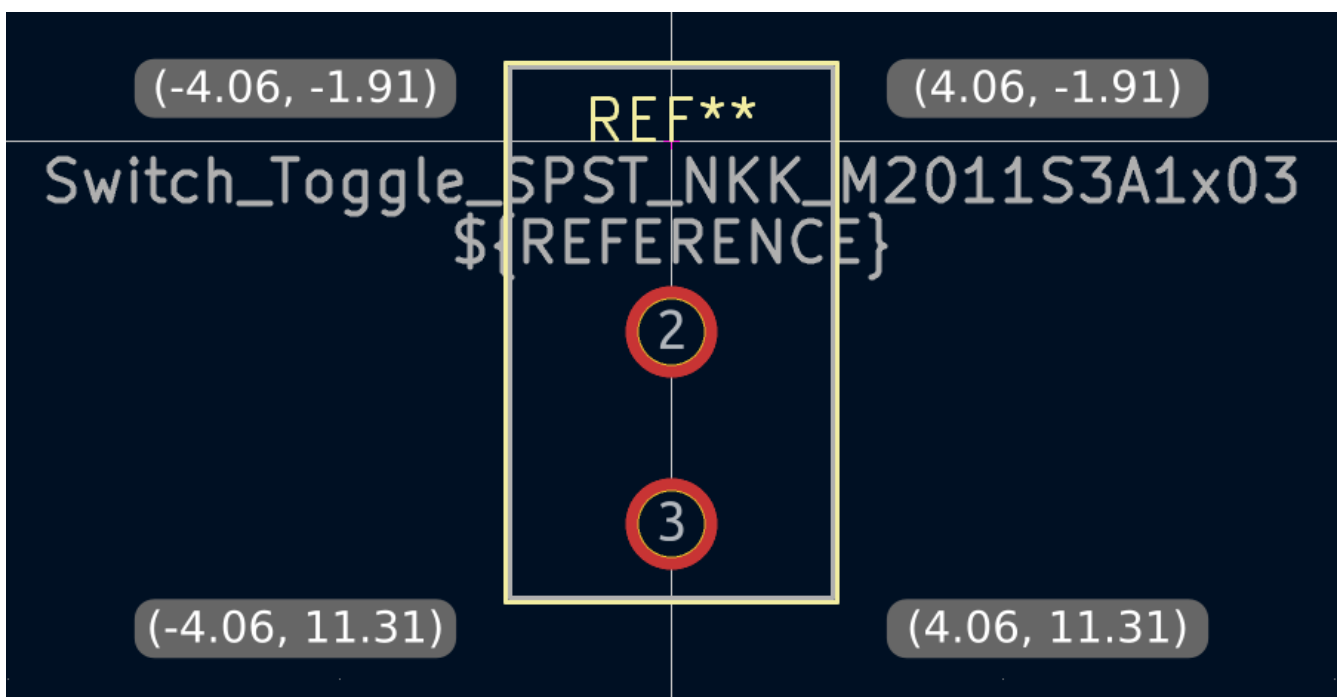 (-4.06, -1.91)
(4.06, -1.91)
REF**
Switch_Toggle_SPST_NKK_M2011S3A1x03
${REFERENCE}
2
3
(-4.06, 11.31)
(4.06, 11.31)